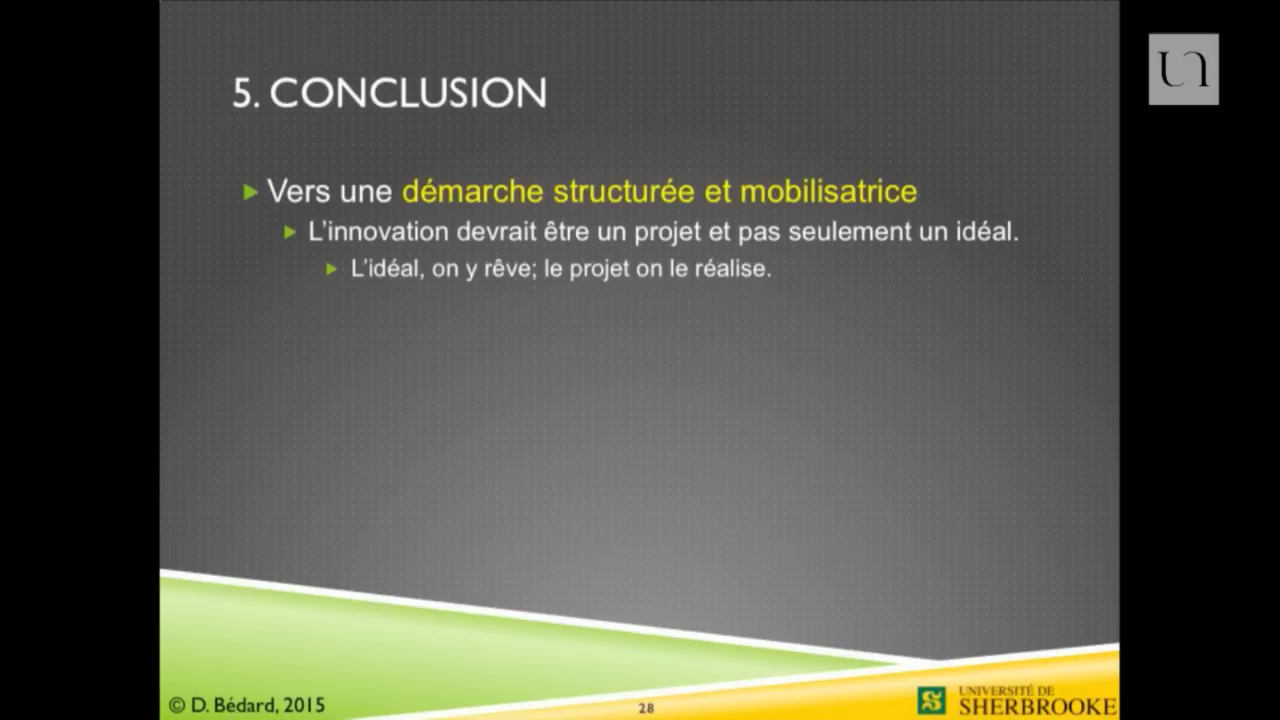 5. CONCLUSION
Vers une démarche structurée et mobilisatrice
L'innovation devrait être un projet et pas seulement un idéal.
L'idéal, on y rêve; le projet on le réalise.
© D. Bédard, 2015
28
UNIVERSITÉ DE
SHERBROOKE